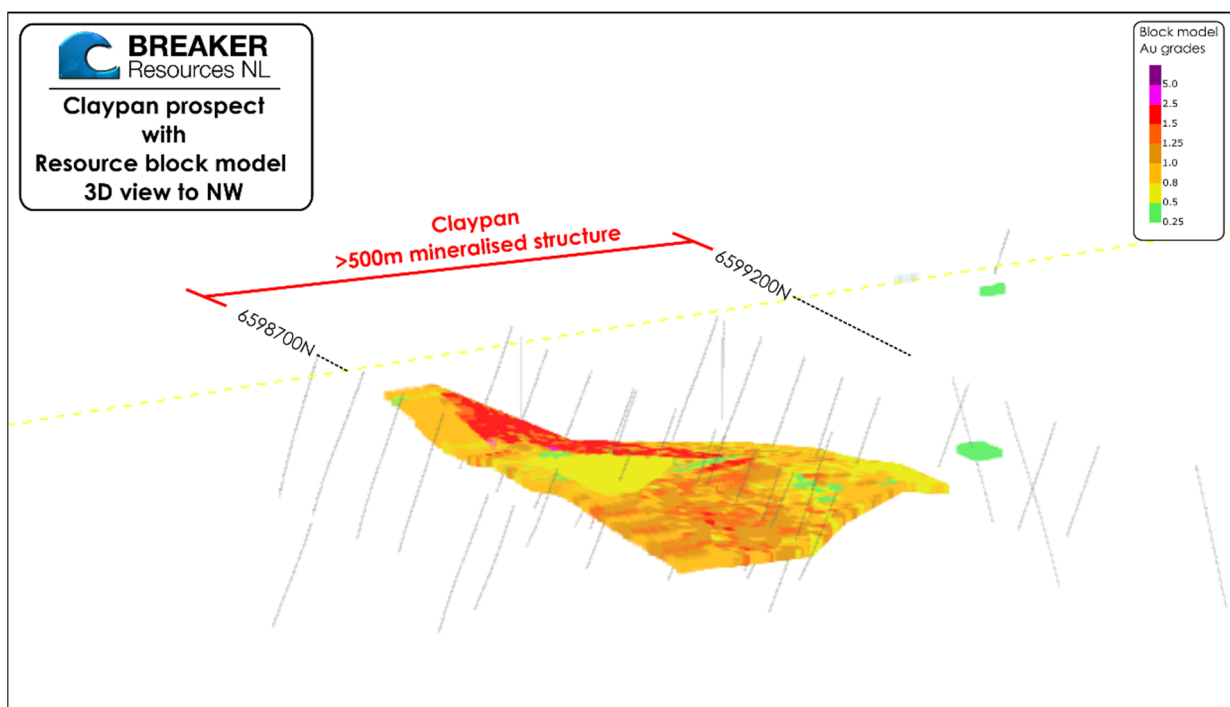 BREAKER
Resources NL
Claypan prospect
with
Resource block model
3D view to NW
Block model
Au grades
5.0
2.5
1.5
1.25
1.0
0.8
0.5
0.25
Claypan
>500m mineralised structure
6599200N
6598700N